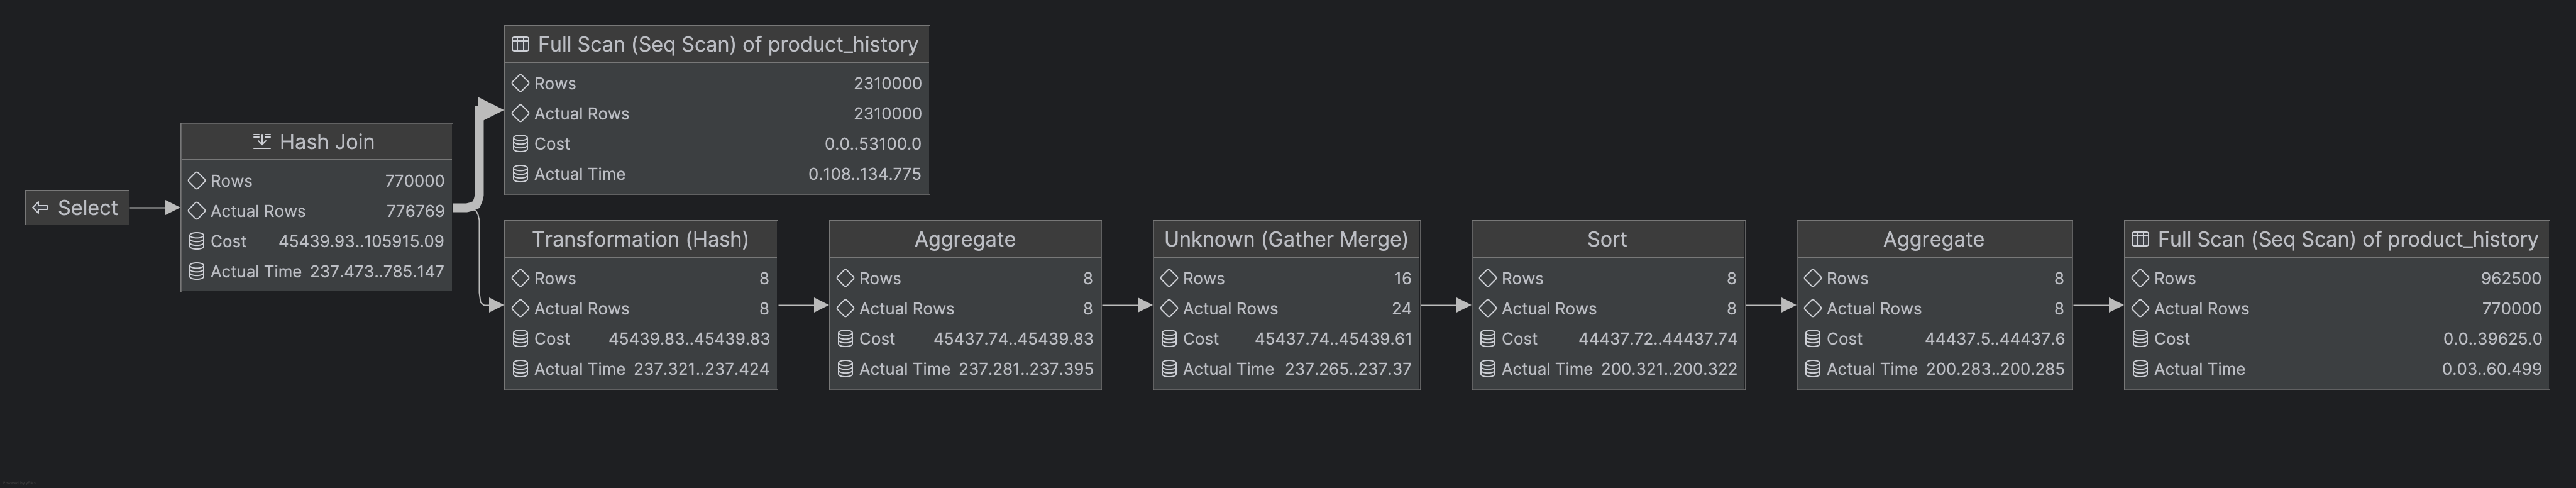 Select
Hash Join
Rows 770000
Actual Rows 776769
Cost 45439.93..105915.09
Actual Time 237.473..785.147
Full Scan (Seq Scan) of product_history
Rows 2310000
Actual Rows 2310000
Cost 0.0..53100.0
Actual Time 0.108..134.775
Transformation (Hash)
Rows 8
Actual Rows 8
Cost 45439.83..45439.83
Actual Time 237.321..237.424
Aggregate
Rows 8
Actual Rows 8
Cost 45437.74..45439.83
Actual Time 237.281..237.395
Unknown (Gather Merge)
Rows 16
Actual Rows 24
Cost 45437.74..45439.61
Actual Time 237.265..237.37
Sort
Rows 8
Actual Rows 8
Cost 44437.72..44437.74
Actual Time 200.321..200.322
Aggregate
Rows 8
Actual Rows 8
Cost 44437.5..44437.6
Actual Time 200.283..200.285
Full Scan (Seq Scan) of product_history
Rows 962500
Actual Rows 770000
Cost 0.0..39625.0
Actual Time 0.03..60.499